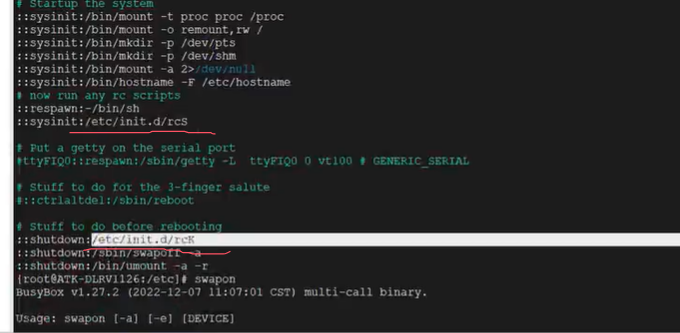 # Startup the system
::sysinit:/bin/mount -t proc proc /proc
::sysinit:/bin/mount -o remount,rw /
::sysinit:/bin/mkdir -p /dev/pts
::sysinit:/bin/mkdir -p /dev/shm
::sysinit:/bin/mount -a 2>/dev/null
::sysinit:/bin/hostname -F /etc/hostname
# now run any rc scripts
::respawn:-/bin/sh
::sysinit:/etc/init.d/rcS
# Put a getty on the serial port
#ttyFIQ0::respawn:/sbin/getty -L  ttyFIQ0 0 vt100 # GENERIC_SERIAL
# Stuff to do for the 3-finger salute
#::ctrlaltdel:/sbin/reboot
# Stuff to do before rebooting
::shutdown:/etc/init.d/rcK
::shutdown:/sbin/swapoff -a
::shutdown:/bin/umount -a -r
[root@ATK-DLRV1126:/etc]# swapon
BusyBox v1.27.2 (2022-12-07 11:07:01 CST) multi-call binary.
Usage: swapon [-a] [-e] [DEVICE]